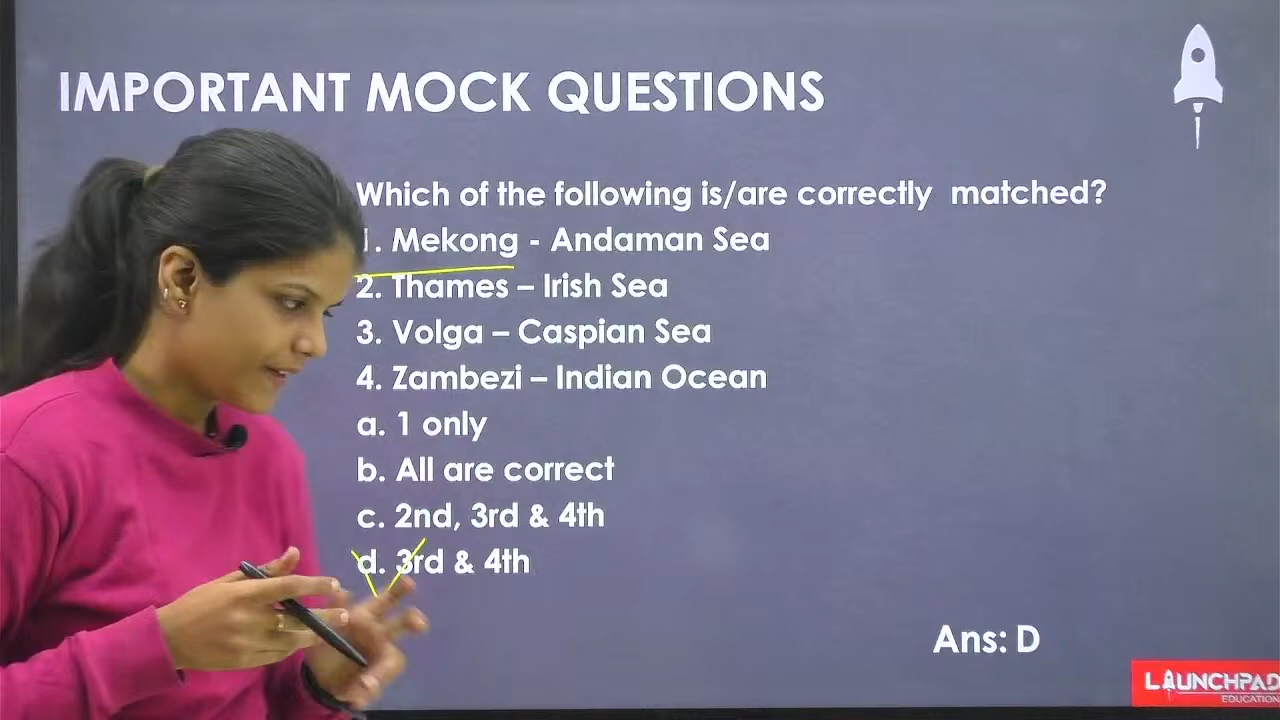 IMPORTANT MOCK QUESTIONS
Which of the following is/are correctly matched?
1. Mekong - Andaman Sea
2. Thames – Irish Sea
3. Volga – Caspian Sea
4. Zambezi – Indian Ocean
a. 1 only
b. All are correct
c. 2nd, 3rd & 4th
d. 3rd & 4th
Ans: D
LAUNCHPAD
EDUCATION